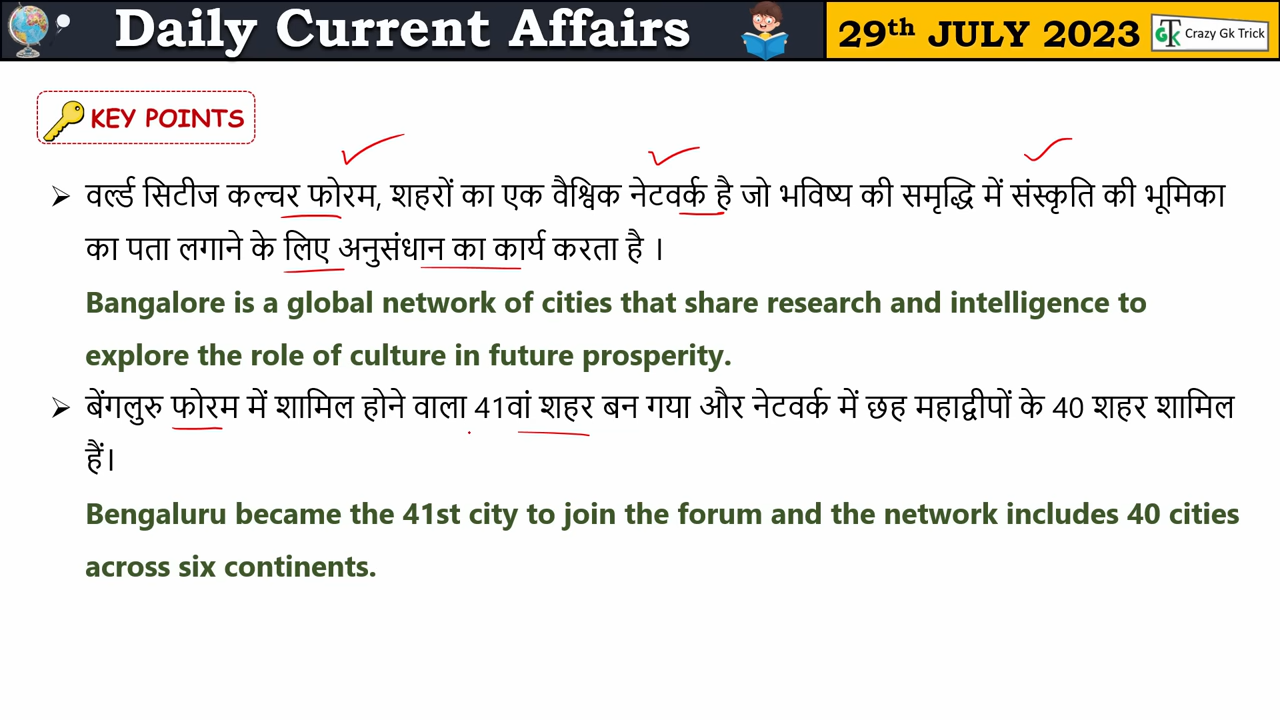 Daily Current Affairs
29th JULY 2023
GK Crazy Gk Trick
KEY POINTS
➢ वर्ल्ड सिटीज कल्चर फोरम, शहरों का एक वैश्विक नेटवर्क है जो भविष्य की समृद्धि में संस्कृति की भूमिका
का पता लगाने के लिए अनुसंधान का कार्य करता है ।
Bangalore is a global network of cities that share research and intelligence to
explore the role of culture in future prosperity.
➢ बेंगलुरु फोरम में शामिल होने वाला 41वां शहर बन गया और नेटवर्क में छह महाद्वीपों के 40 शहर शामिल
हैं।
Bengaluru became the 41st city to join the forum and the network includes 40 cities
across six continents.